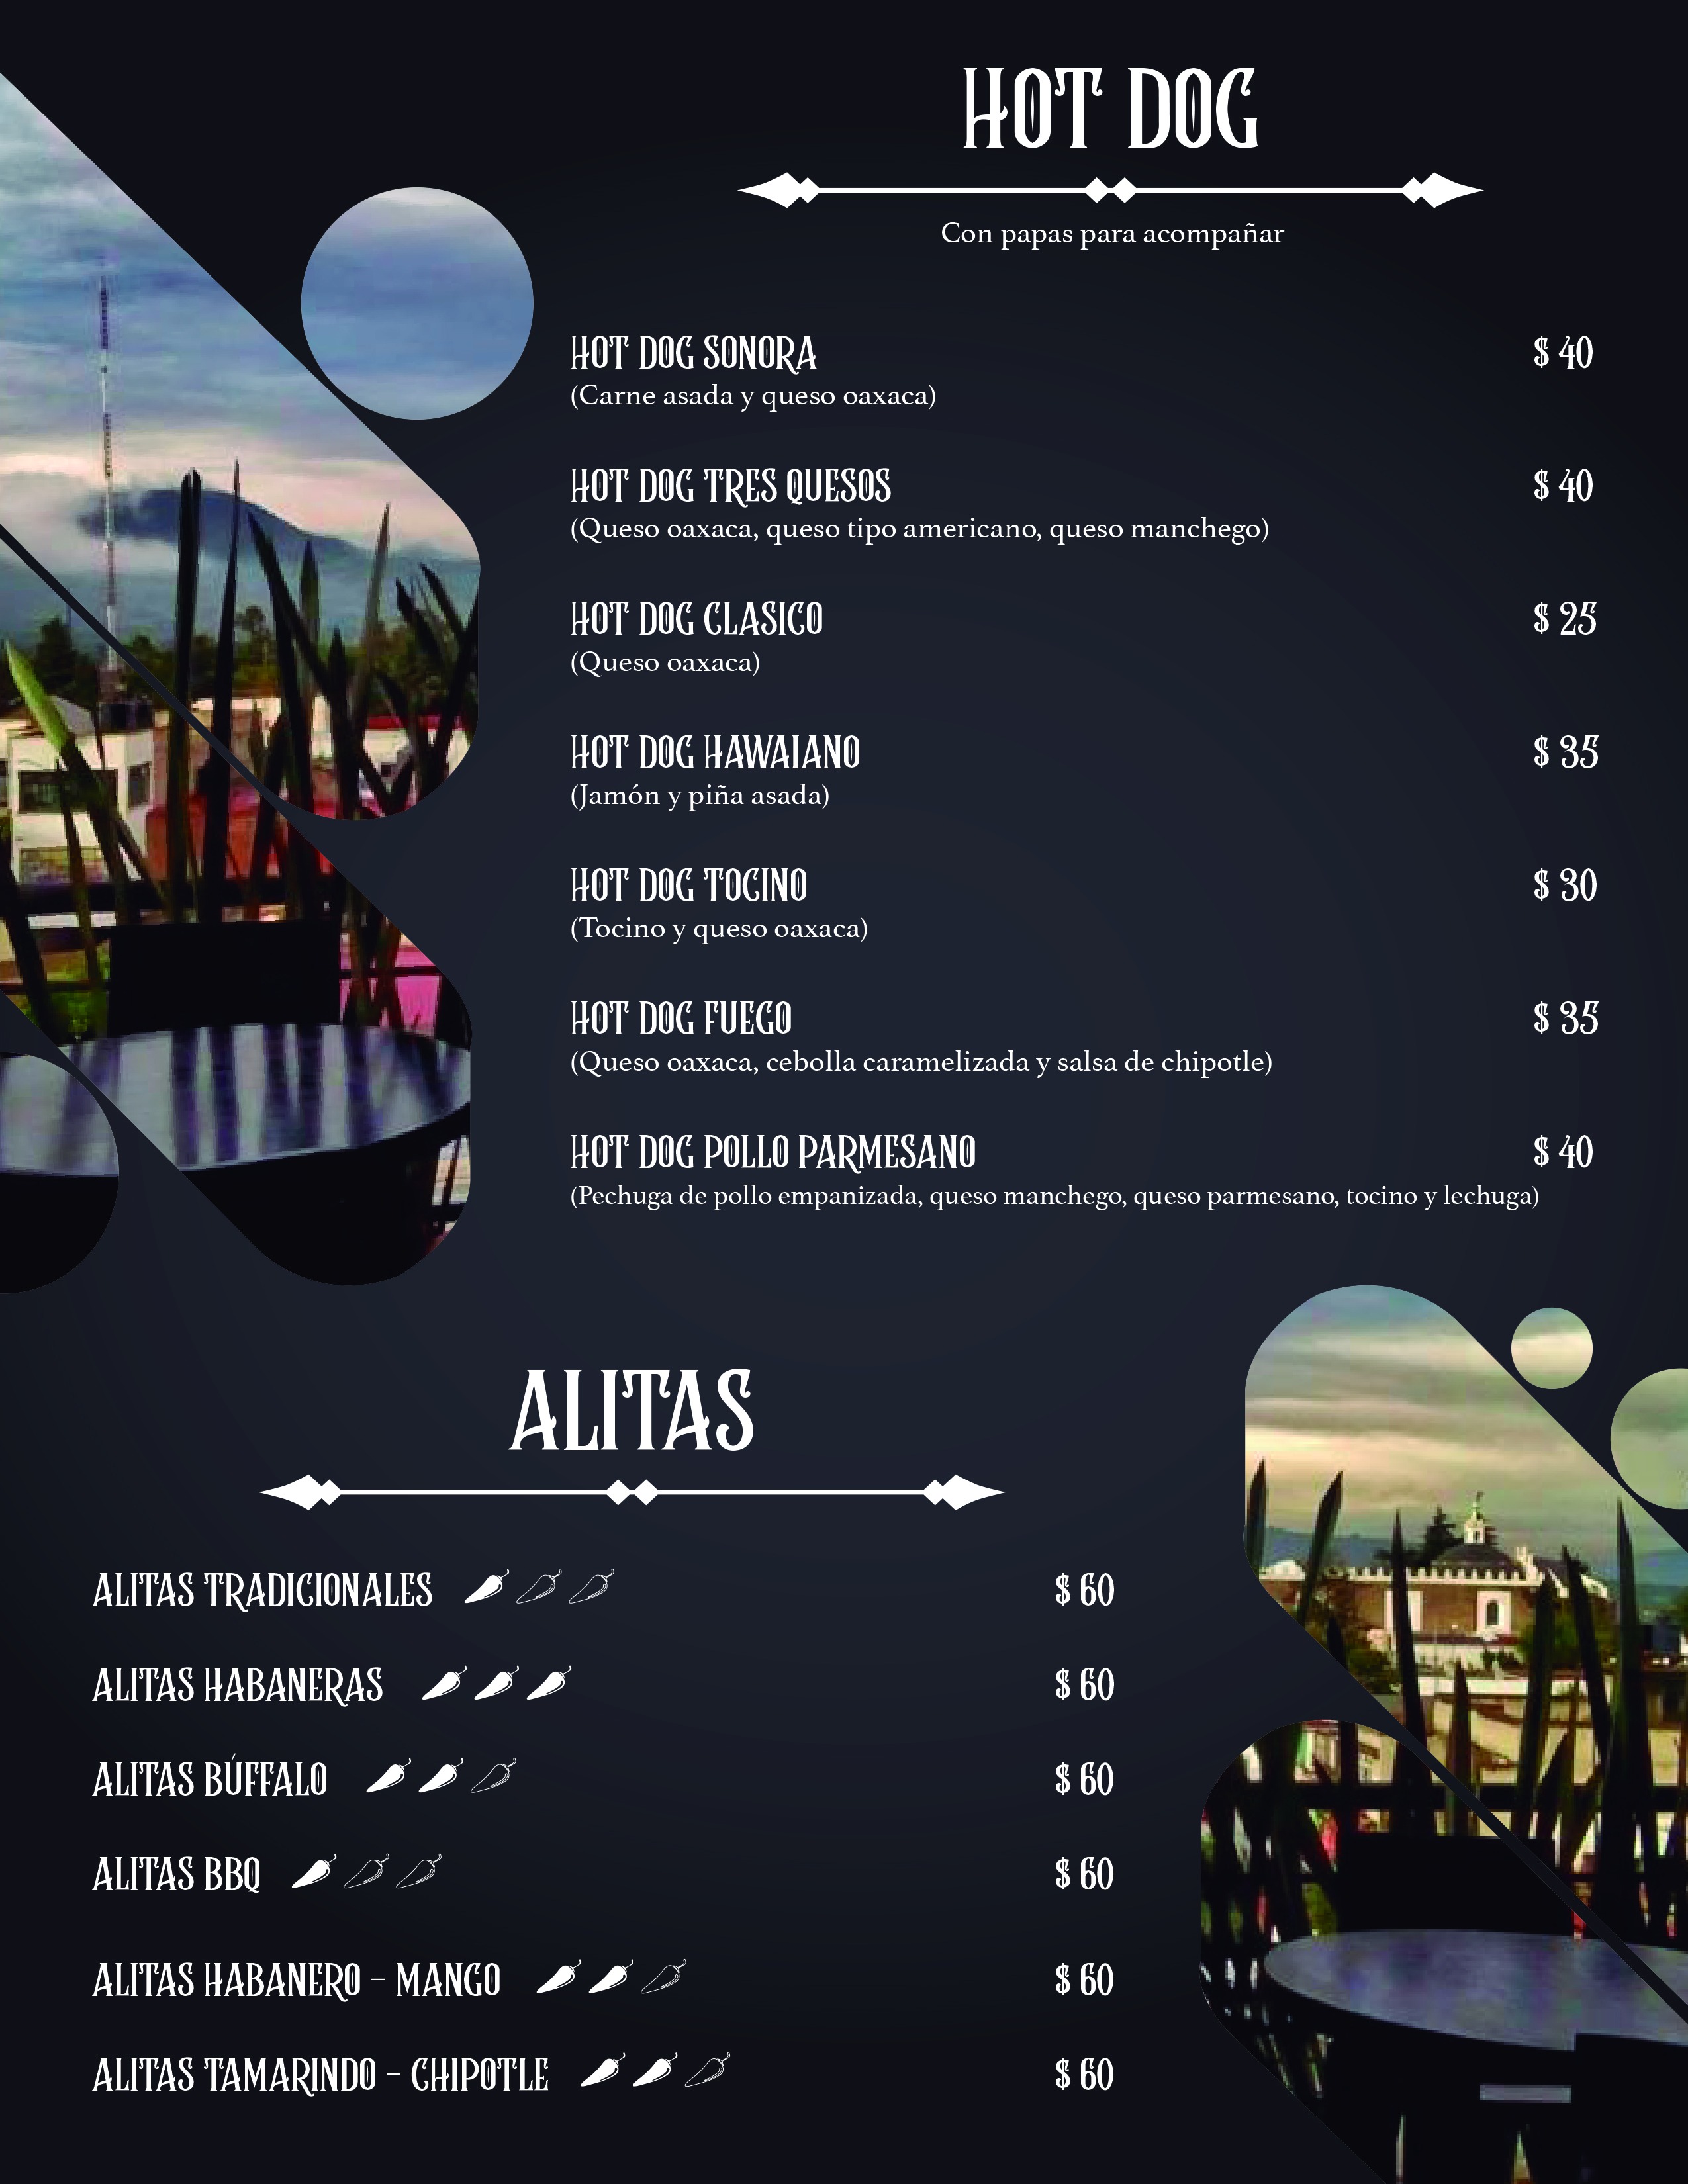 HOT DOG
Con papas para acompañar
HOT DOG SONORA $ 40
(Carne asada y queso oaxaca)
HOT DOG TRES QUESOS $ 40
(Queso oaxaca, queso tipo americano, queso manchego)
HOT DOG CLASICO $ 25
(Queso oaxaca)
HOT DOG HAWAIANO $ 35
(Jamón y piña asada)
HOT DOG TOCINO $ 30
(Tocino y queso oaxaca)
HOT DOG FUEGO $ 35
(Queso oaxaca, cebolla caramelizada y salsa de chipotle)
HOT DOG POLLO PARMESANO $ 40
(Pechuga de pollo empanizada, queso manchego, queso parmesano, tocino y lechuga)
ALITAS
ALITAS TRADICIONALES $ 60
ALITAS HABANERAS $ 60
ALITAS BÚFFALO $ 60
ALITAS BBQ $ 60
ALITAS HABANERO - MANGO $ 60
ALITAS TAMARINDO - CHIPOTLE $ 60